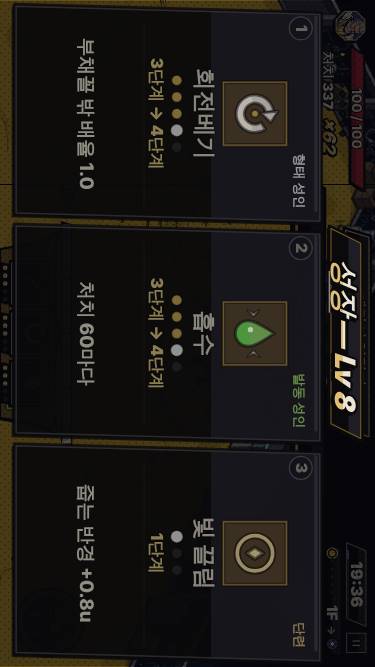 100 / 100
처치 337 ×62
성장 — Lv 8
19:36
1F →
1
형태 성인
회전베기
3단계 → 4단계
부채꼴 밖 배율 1.0
2
발동 성인
흡수
3단계 → 4단계
처치 60마다
3
단련
빛 끌림
1단계
줍는 반경 +0.8u